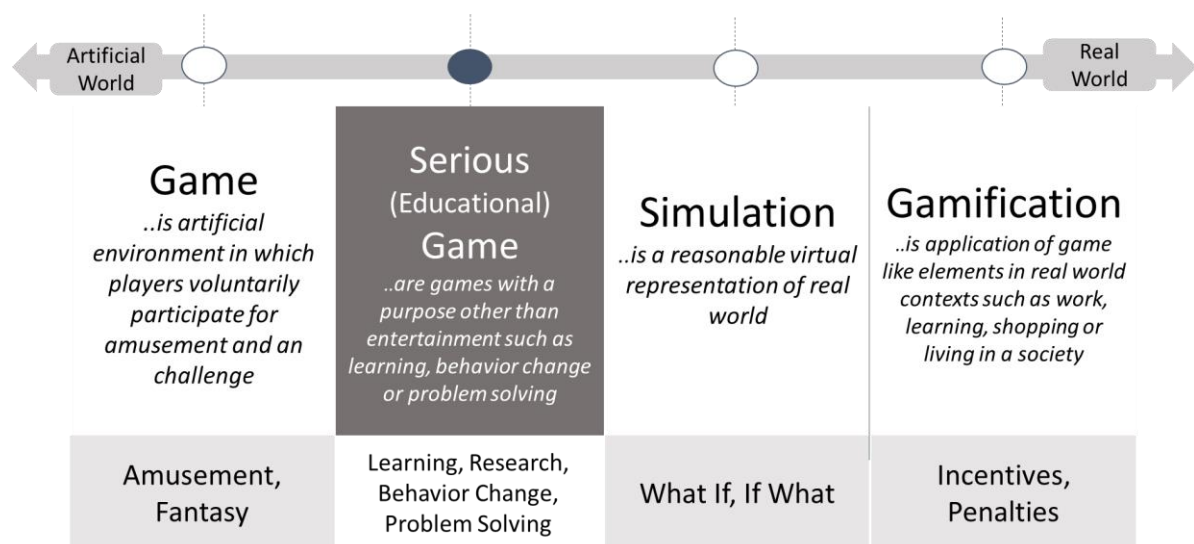 Artificial
World
Real
World
Game
..is artificial
environment in which
players voluntarily
participate for
amusement and an
challenge
Amusement,
Fantasy
Serious
(Educational)
Game
..are games with a
purpose other than
entertainment such as
learning, behavior change
or problem solving
Learning, Research,
Behavior Change,
Problem Solving
Simulation
..is a reasonable virtual
representation of real
world
What If, If What
Gamification
..is application of game
like elements in real world
contexts such as work,
learning, shopping or
living in a society
Incentives,
Penalties